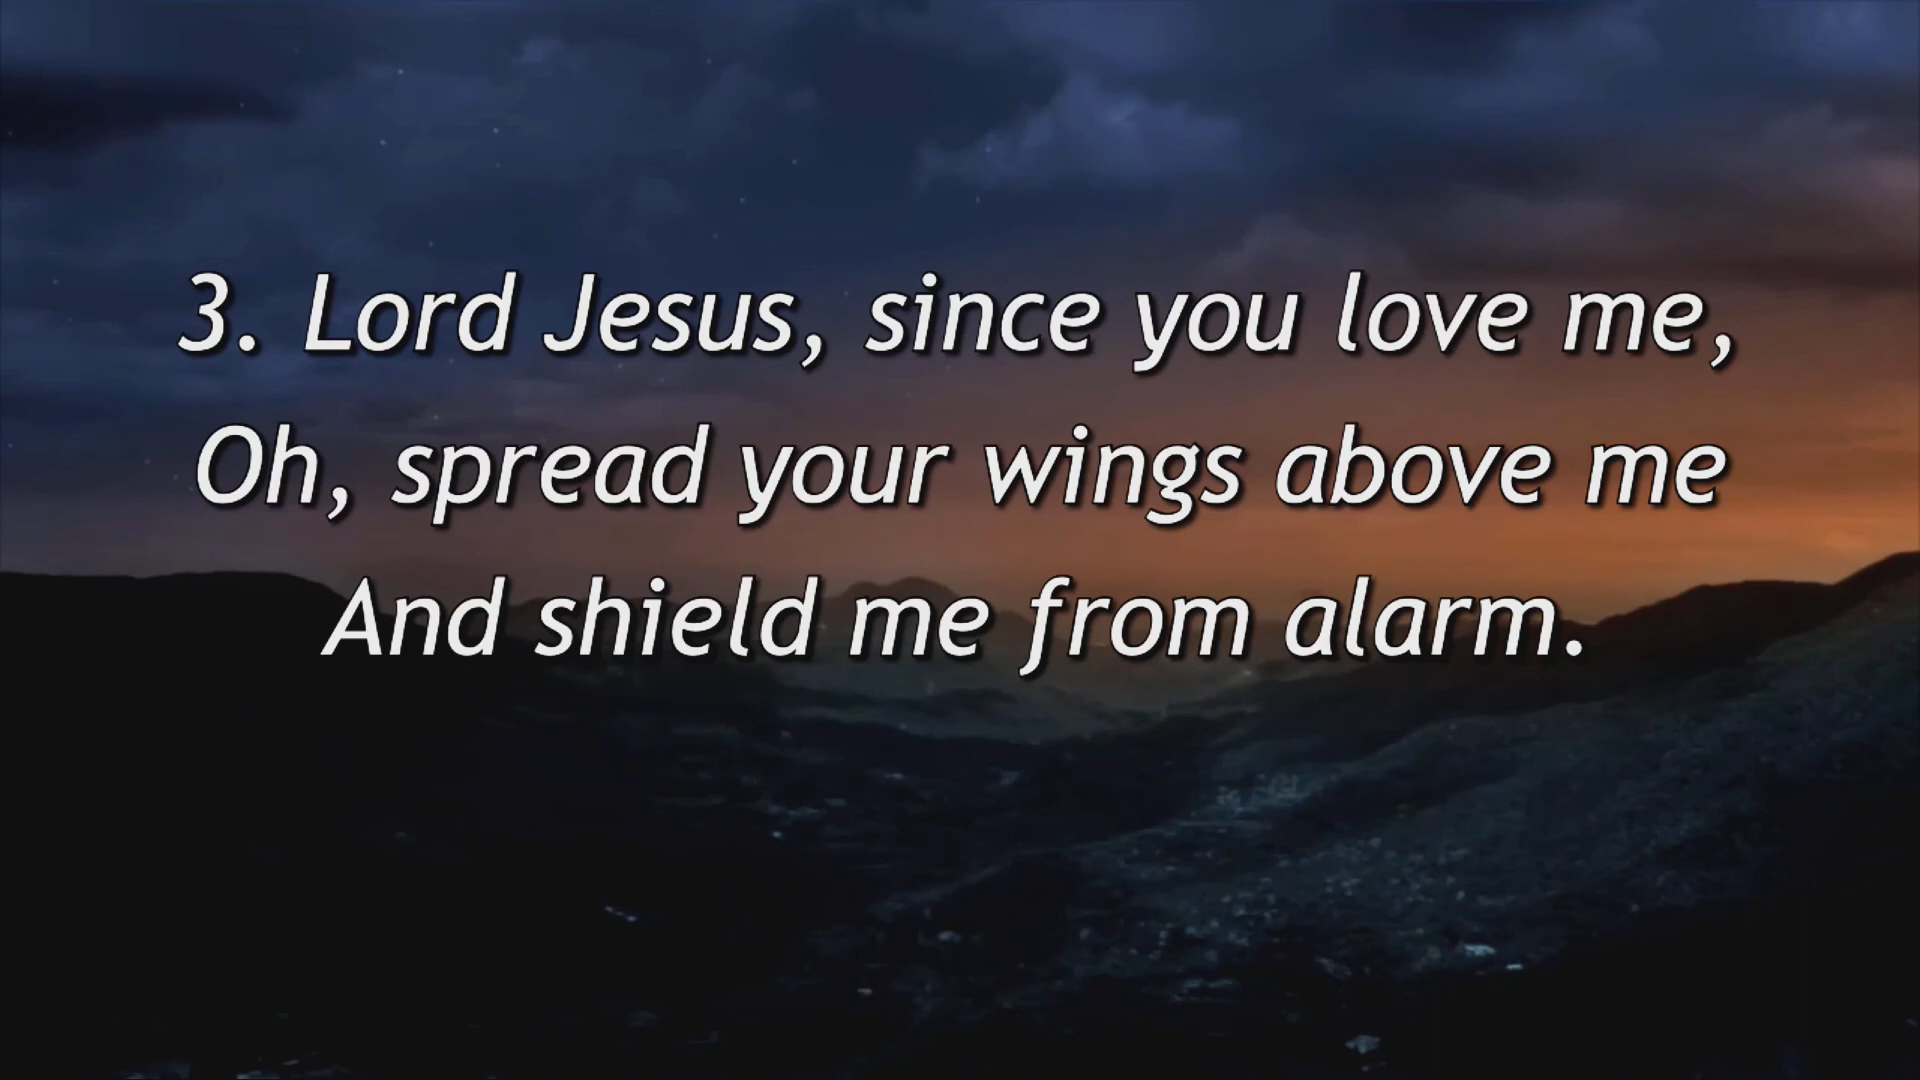 3. Lord Jesus, since you love me,
Oh, spread your wings above me
And shield me from alarm.